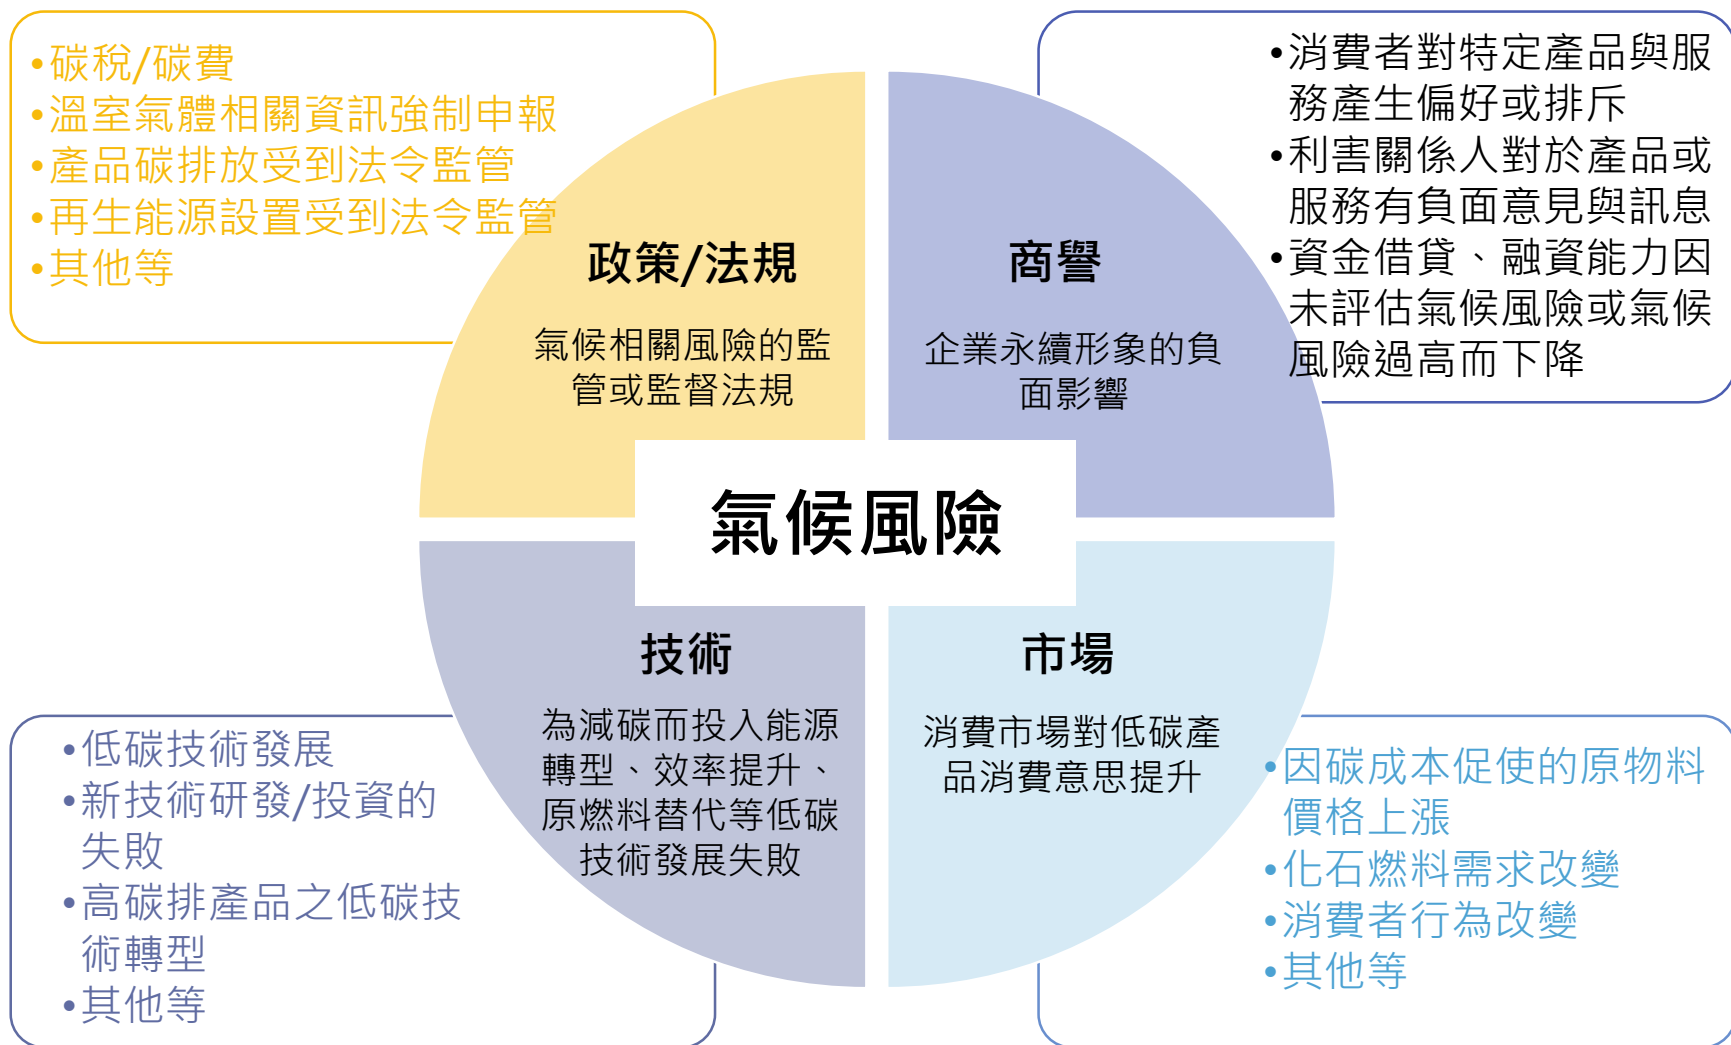 •碳稅/碳費
•溫室氣體相關資訊強制申報
•產品碳排放受到法令監管
•再生能源設置受到法令監管
•其他等
政策/法規
氣候相關風險的監
管或監督法規
•消費者對特定產品與服
務產生偏好或排斥
•利害關係人對於產品或
服務有負面意見與訊息
•資金借貸、融資能力因
未評估氣候風險或氣候
風險過高而下降
商譽
企業永續形象的負
面影響
氣候風險
技術
為減碳而投入能源
轉型、效率提升、
原燃料替代等低碳
技術發展失敗
•低碳技術發展
•新技術研發/投資的
失敗
•高碳排產品之低碳技
術轉型
•其他等
市場
消費市場對低碳產
品消費意思提升
•因碳成本促使的原物料
價格上漲
•化石燃料需求改變
•消費者行為改變
•其他等